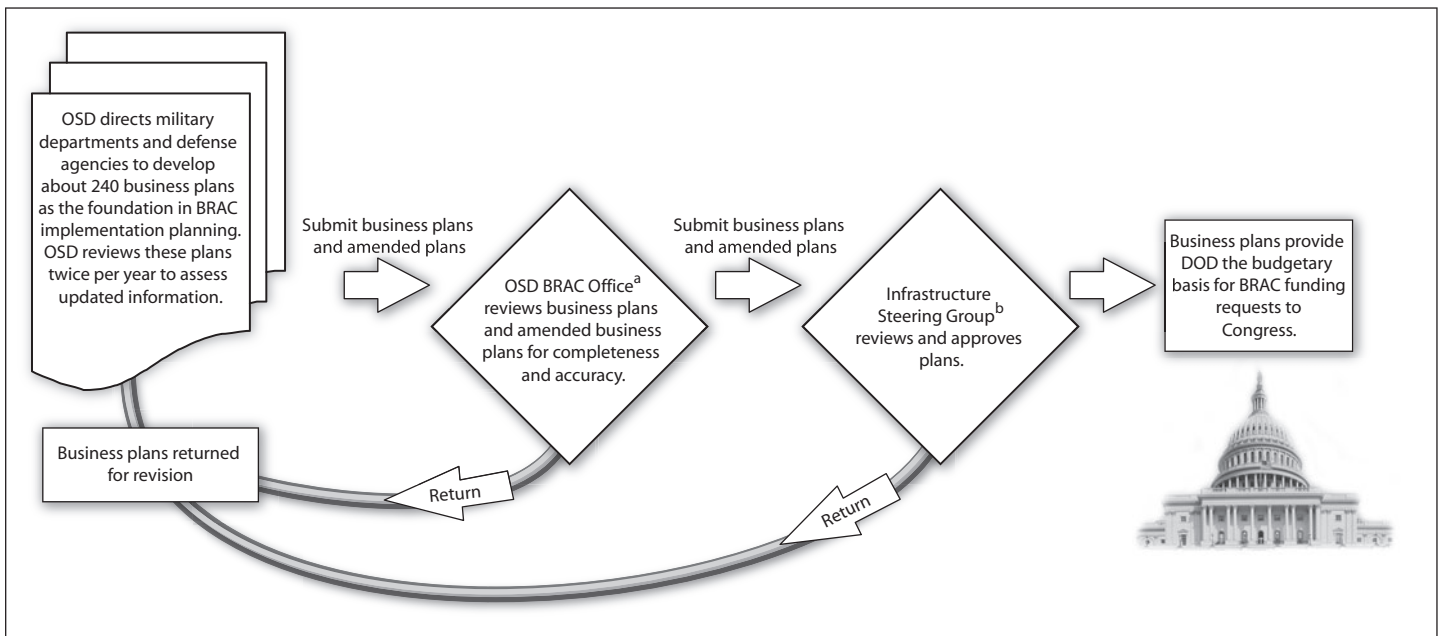 OSD directs military
departments and defense
agencies to develop
about 240 business plans
as the foundation in BRAC
implementation planning.
OSD reviews these plans
twice per year to assess
updated information.
Submit business plans
and amended plans
OSD BRAC Officeᵃ
reviews business plans
and amended business
plans for completeness
and accuracy.
Submit business plans
and amended plans
Infrastructure
Steering Groupᵇ
reviews and approves
plans.
Business plans provide
DOD the budgetary
basis for BRAC funding
requests to
Congress.
Business plans returned
for revision
Return
Return